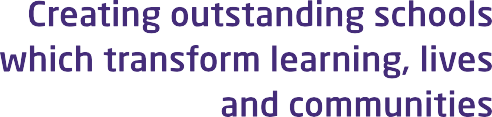 Creating outstanding schools
which transform learning, lives
and communities